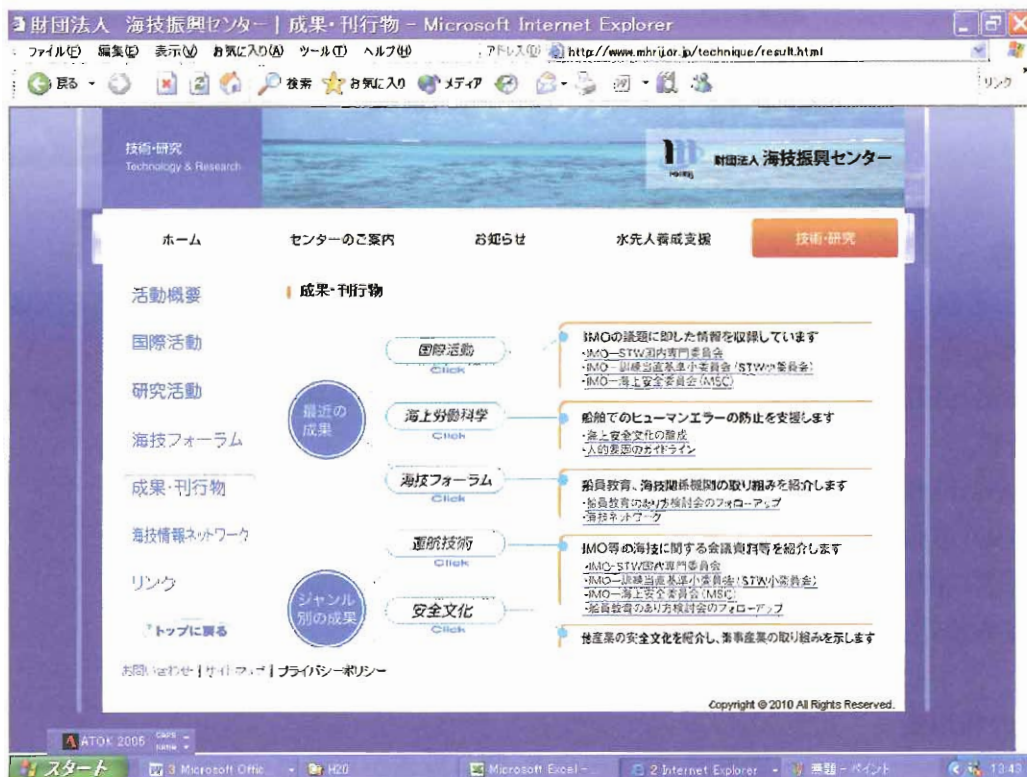 財団法人 海技振興センター | 成果・刊行物 - Microsoft Internet Explorer
ファイル(F) 編集(E) 表示(V) お気に入り(A) ツール(T) ヘルプ(H) アドレス(D) http://www.mhrij.or.jp/technique/result.html
戻る 検索 お気に入り メディア リンク
技術・研究
Technology & Research
財団法人 海技振興センター
ホーム センターのご案内 お知らせ 水先人養成支援 技術・研究
活動概要
国際活動
研究活動
海技フォーラム
成果・刊行物
海技情報ネットワーク
リンク
トップに戻る
成果・刊行物
最近の
成果
国際活動
Click
IMOの議題に即した情報を収録しています
・IMO―STW国内専門委員会
・IMO―訓練当直基準小委員会(STW小委員会)
・IMO―海上安全委員会(MSC)
海上労働科学
Click
船舶でのヒューマンエラーの防止を支援します
・海上安全文化の醸成
・人的要因のガイドライン
海技フォーラム
Click
船員教育、海技関係機関の取り組みを紹介します
・船員教育のあり方検討会のフォローアップ
・海技ネットワーク
ジャンル
別の成果
運航技術
Click
IMO等の海技に関する会議資料等を紹介します
・IMO-STW国内専門委員会
・IMO―訓練当直基準小委員会(STW小委員会)
・IMO―海上安全委員会(MSC)
・船員教育のあり方検討会のフォローアップ
安全文化
Click
他産業の安全文化を紹介し、海事産業の取り組みを示します
お問い合わせ | サイトマップ | プライバシーポリシー
Copyright © 2010 All Rights Reserved.
ATOK 2006 CAPS
KANA
スタート 3 Microsoft Offic H20 Microsoft Excel - ... 2 Internet Explorer 無題 - ペイント 13:43